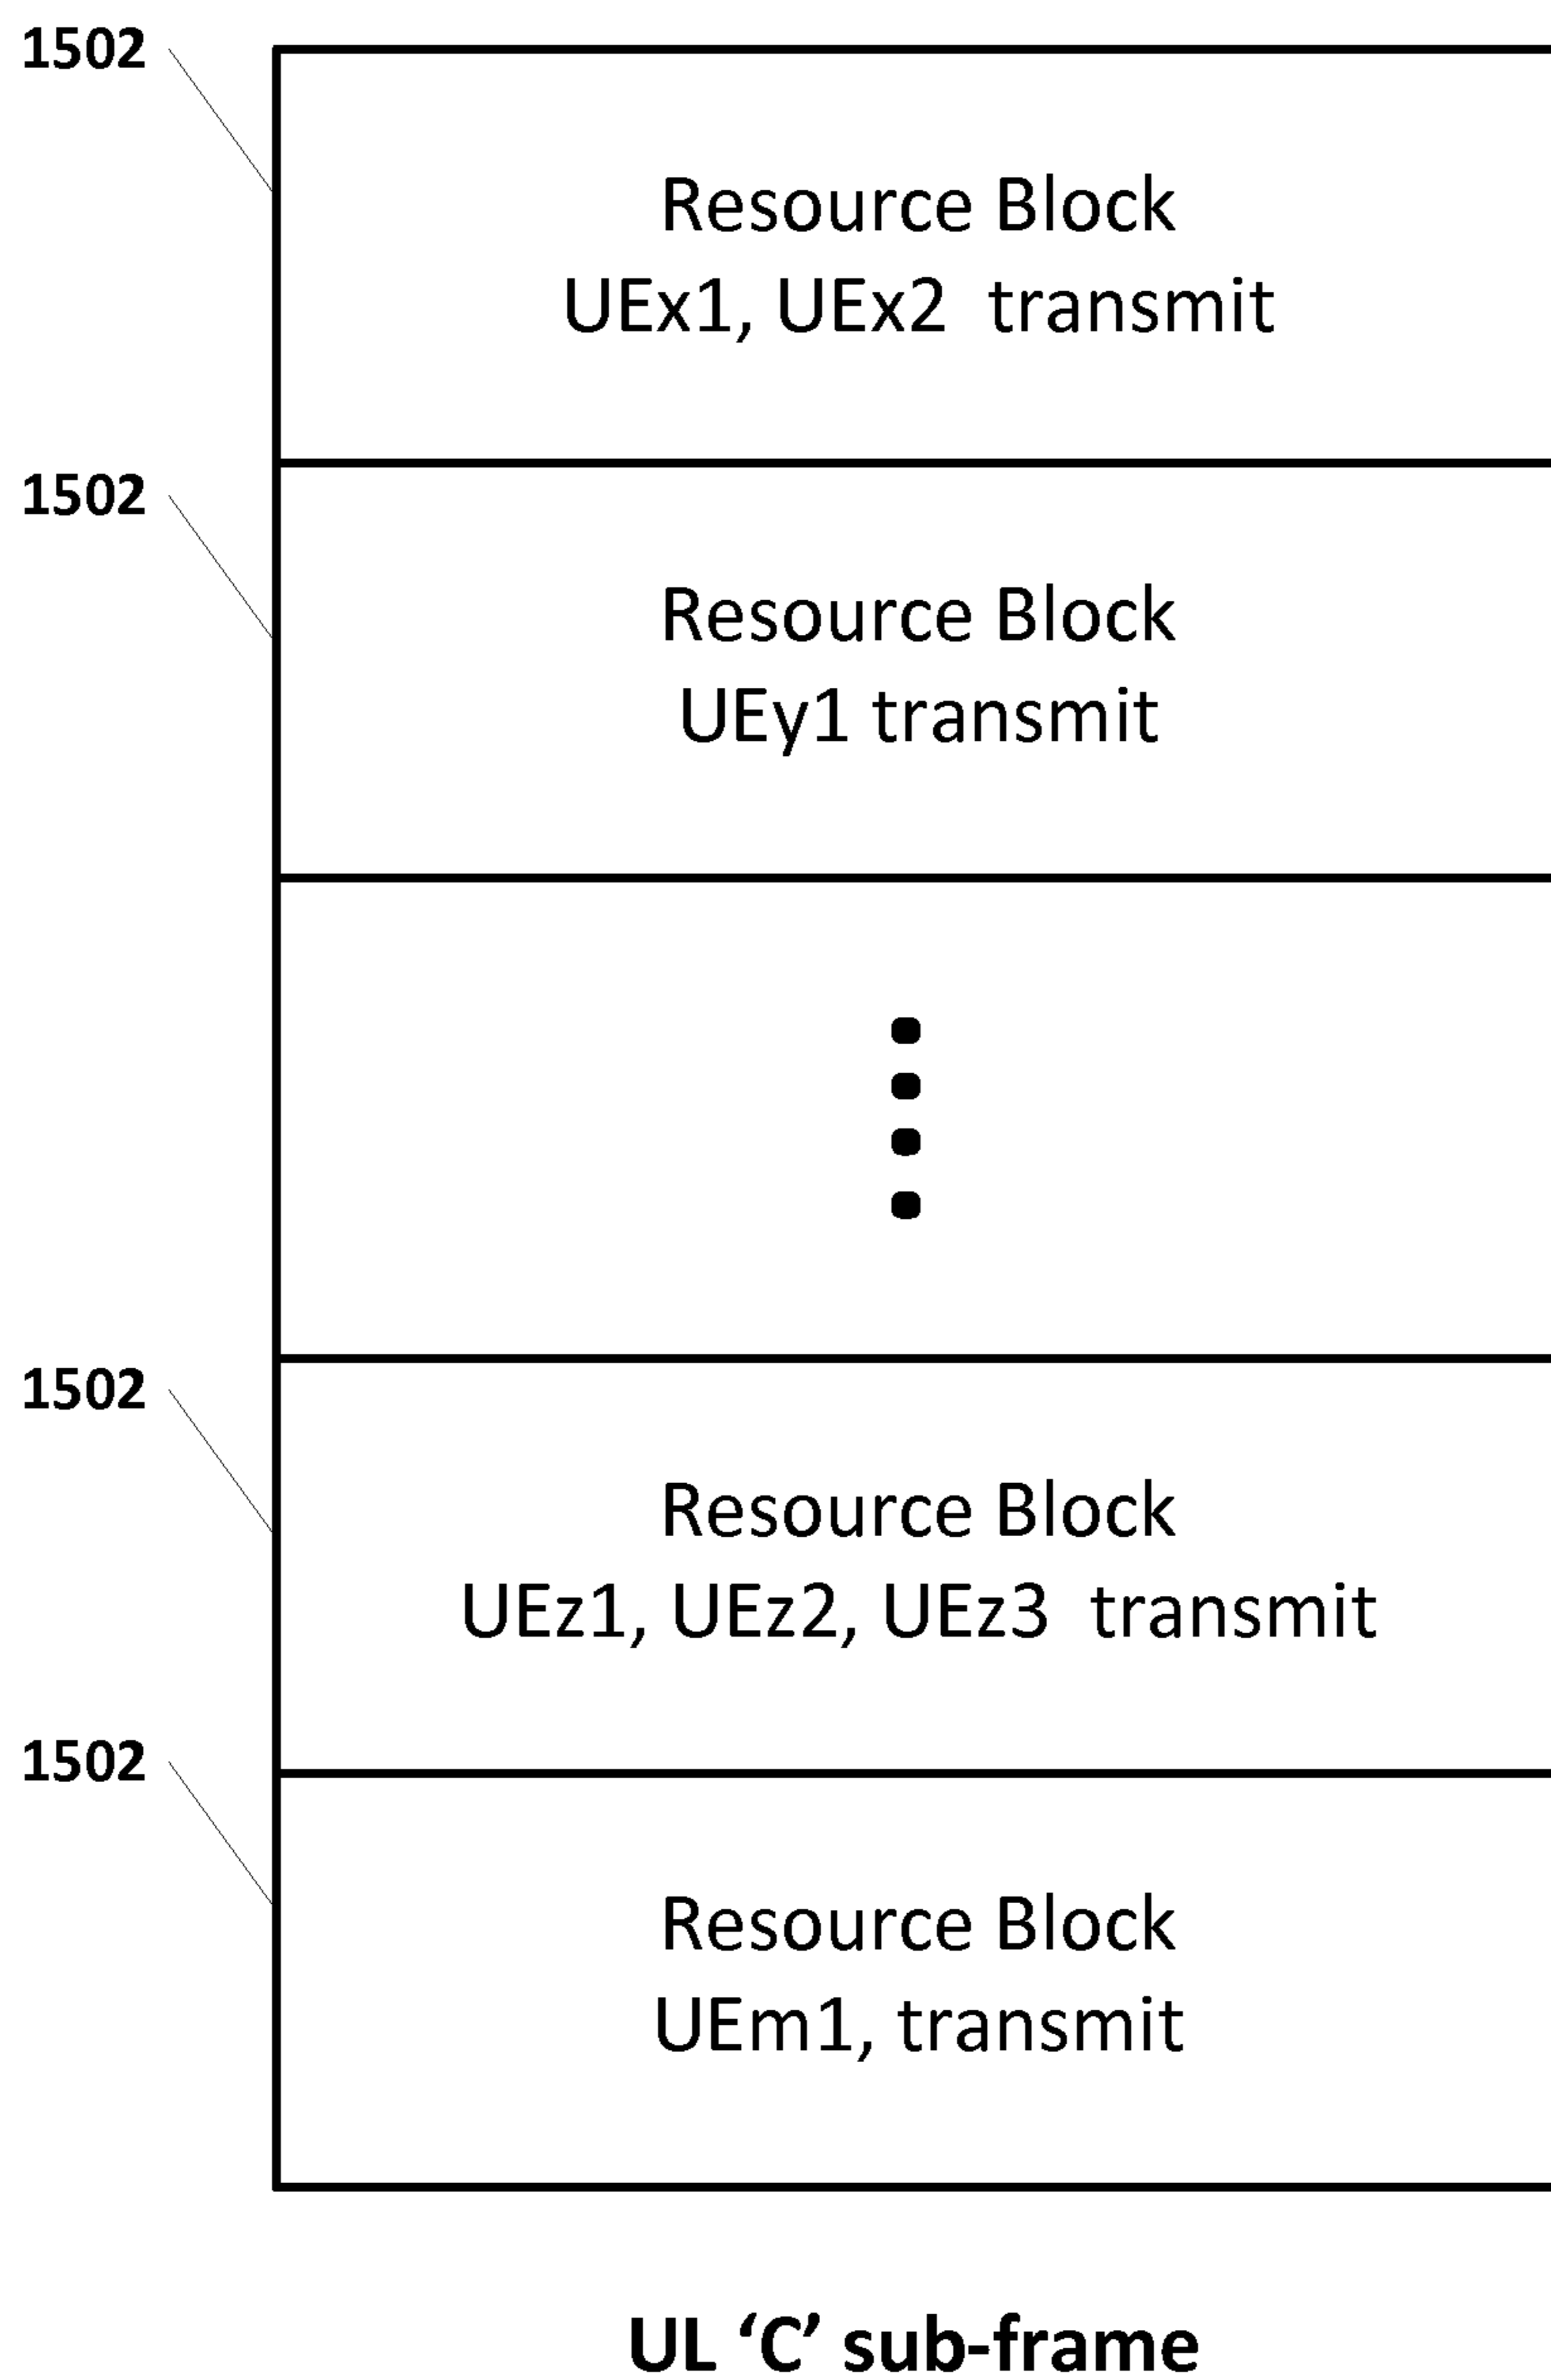 1502
Resource Block
UEx1, UEx2 transmit
1502
Resource Block
UEy1 transmit
1502
Resource Block
UEz1, UEz2, UEz3 transmit
1502
Resource Block
UEm1, transmit
UL ‘C’ sub-frame